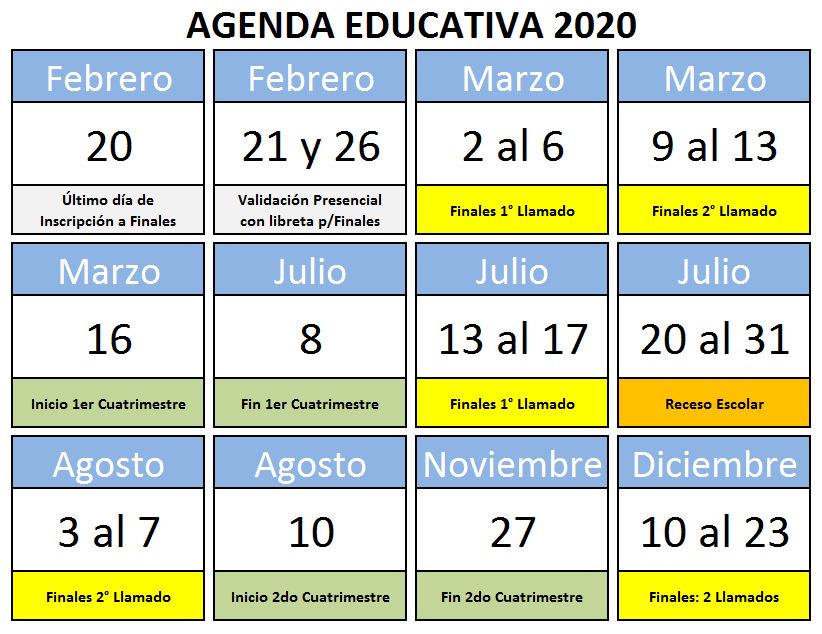 AGENDA EDUCATIVA 2020
Febrero
20
Último día de
Inscripción a Finales
Febrero
21 y 26
Validación Presencial
con libreta p/Finales
Marzo
2 al 6
Finales 1° Llamado
Marzo
9 al 13
Finales 2° Llamado
Marzo
16
Inicio 1er Cuatrimestre
Julio
8
Fin 1er Cuatrimestre
Julio
13 al 17
Finales 1° Llamado
Julio
20 al 31
Receso Escolar
Agosto
3 al 7
Finales 2° Llamado
Agosto
10
Inicio 2do Cuatrimestre
Noviembre
27
Fin 2do Cuatrimestre
Diciembre
10 al 23
Finales: 2 Llamados